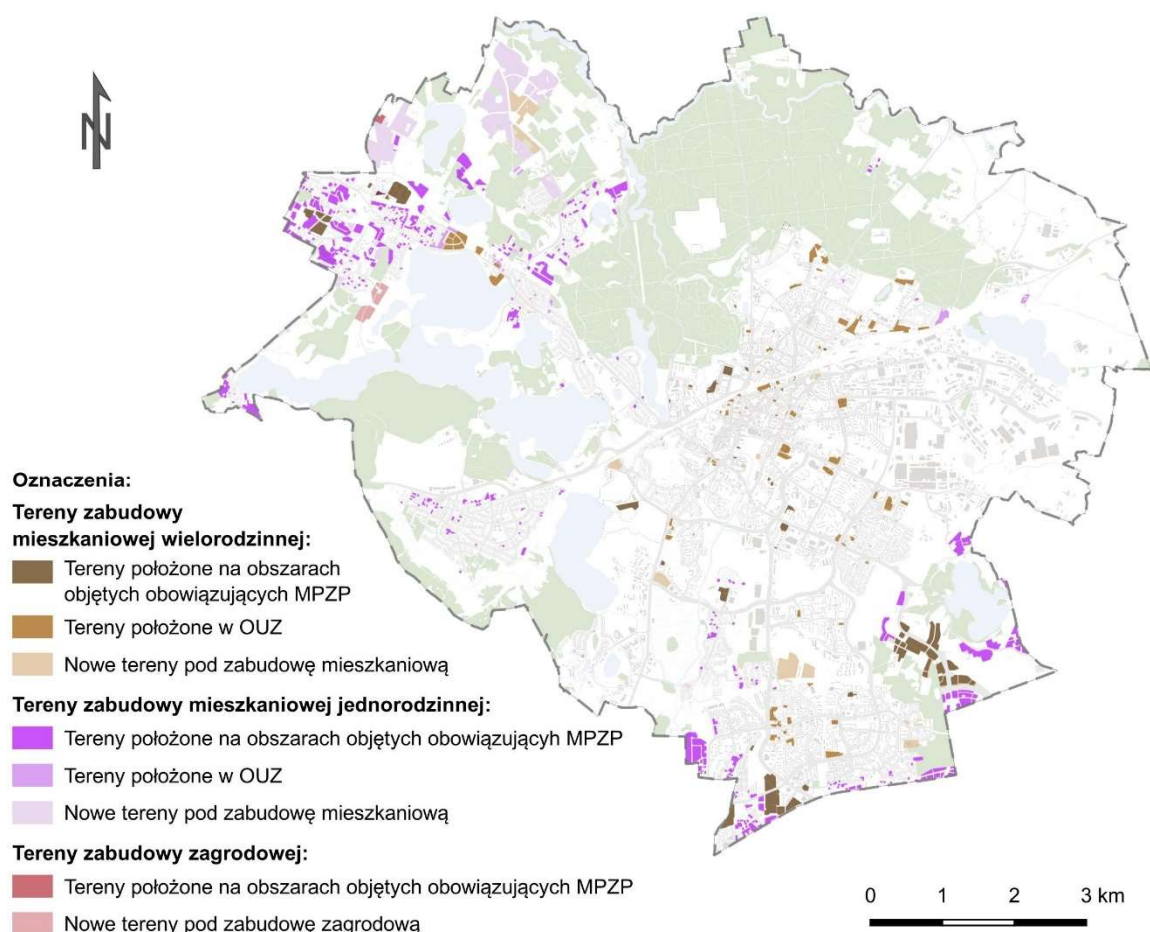 N
Oznaczenia:
Tereny zabudowy
mieszkaniowej wielorodzinnej:
Tereny położone na obszarach
objętych obowiązujących MPZP
Tereny położone w OUZ
Nowe tereny pod zabudowę mieszkaniową
Tereny zabudowy mieszkaniowej jednorodzinnej:
Tereny położone na obszarach objętych obowiązującyh MPZP
Tereny położone w OUZ
Nowe tereny pod zabudowę mieszkaniową
Tereny zabudowy zagrodowej:
Tereny położone na obszarach objętych obowiązujących MPZP
Nowe tereny pod zabudowę zagrodową
0 1 2 3 km